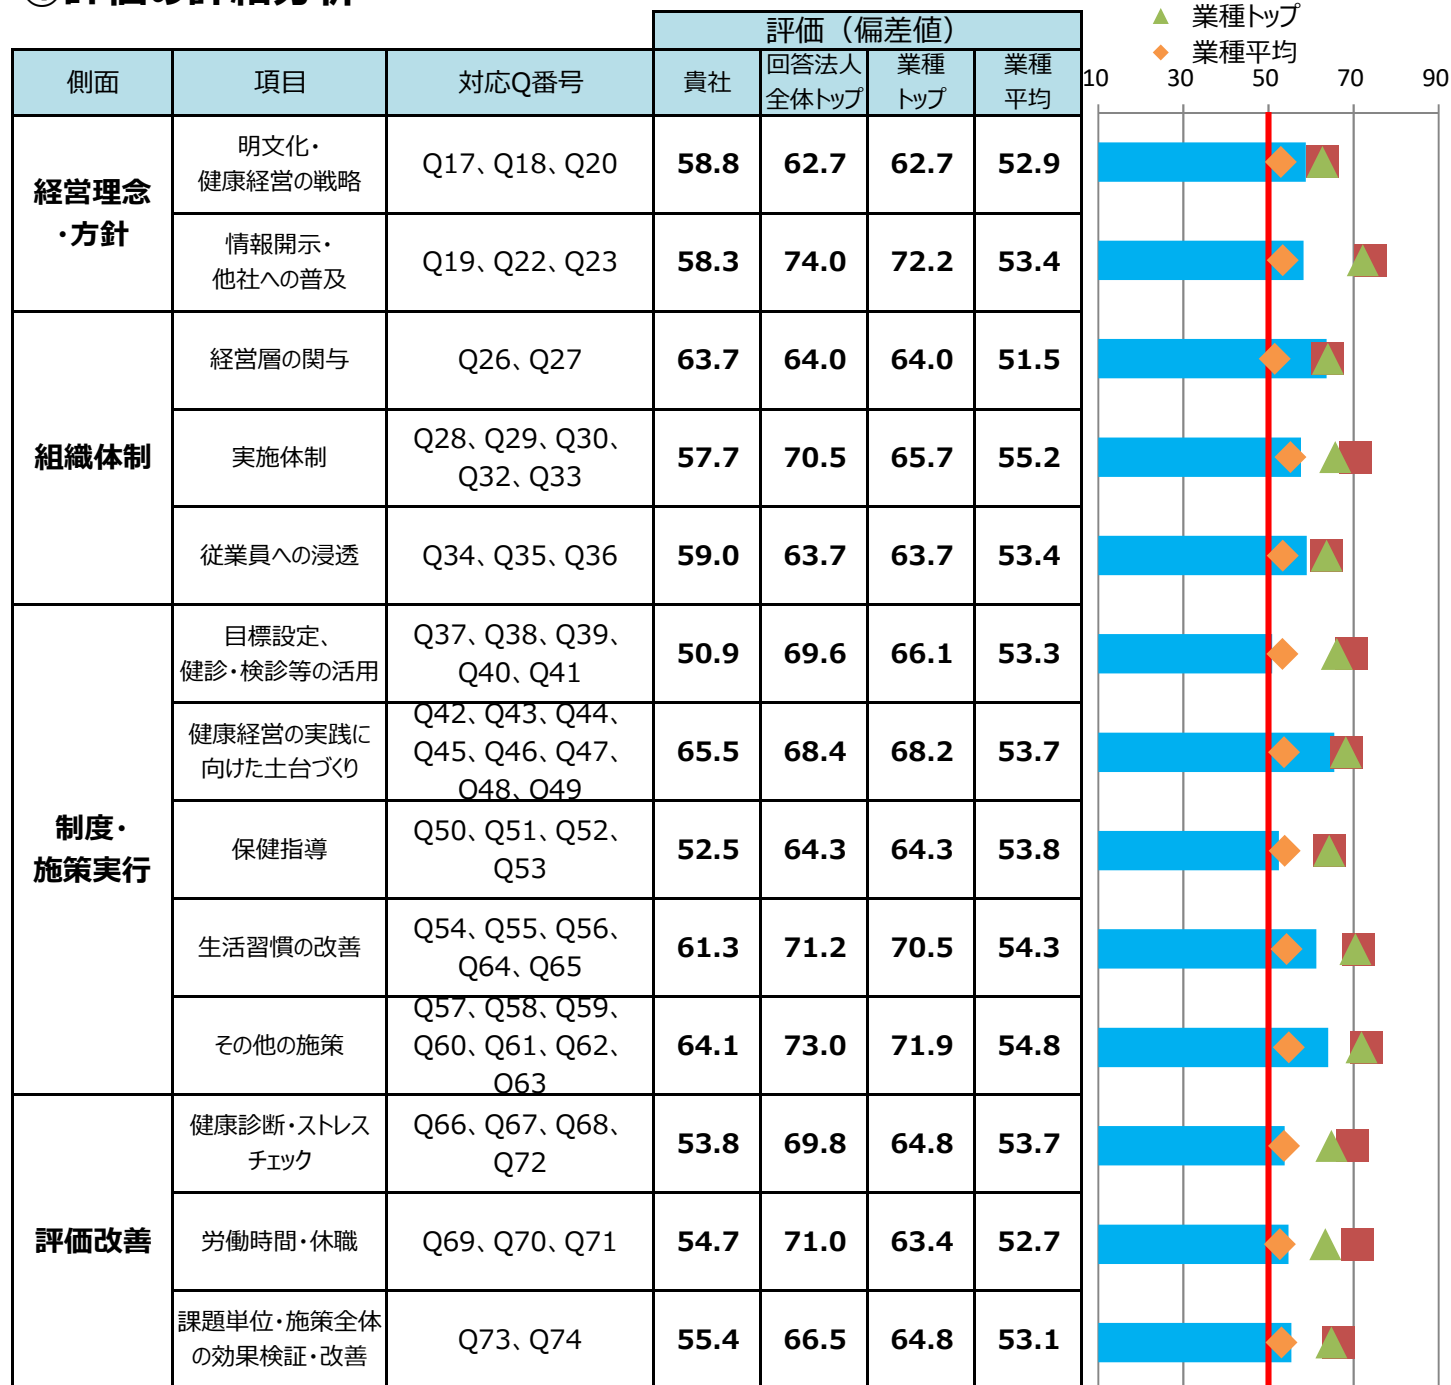 ③評価の詳細分析
評価（偏差値）
▲ 業種トップ
◆ 業種平均
側面
項目
対応Q番号
貴社
回答法人
全体トップ
業種
トップ
業種
平均
10 30 50 70 90
経営理念
・方針
明文化・
健康経営の戦略
Q17、Q18、Q20
58.8 62.7 62.7 52.9
情報開示・
他社への普及
Q19、Q22、Q23
58.3 74.0 72.2 53.4
組織体制
経営層の関与
Q26、Q27
63.7 64.0 64.0 51.5
実施体制
Q28、Q29、Q30、
Q32、Q33
57.7 70.5 65.7 55.2
従業員への浸透
Q34、Q35、Q36
59.0 63.7 63.7 53.4
制度・
施策実行
目標設定、
健診・検診等の活用
Q37、Q38、Q39、
Q40、Q41
50.9 69.6 66.1 53.3
健康経営の実践に
向けた土台づくり
Q42、Q43、Q44、
Q45、Q46、Q47、
Q48、Q49
65.5 68.4 68.2 53.7
保健指導
Q50、Q51、Q52、
Q53
52.5 64.3 64.3 53.8
生活習慣の改善
Q54、Q55、Q56、
Q64、Q65
61.3 71.2 70.5 54.3
その他の施策
Q57、Q58、Q59、
Q60、Q61、Q62、
Q63
64.1 73.0 71.9 54.8
評価改善
健康診断・ストレス
チェック
Q66、Q67、Q68、
Q72
53.8 69.8 64.8 53.7
労働時間・休職
Q69、Q70、Q71
54.7 71.0 63.4 52.7
課題単位・施策全体
の効果検証・改善
Q73、Q74
55.4 66.5 64.8 53.1